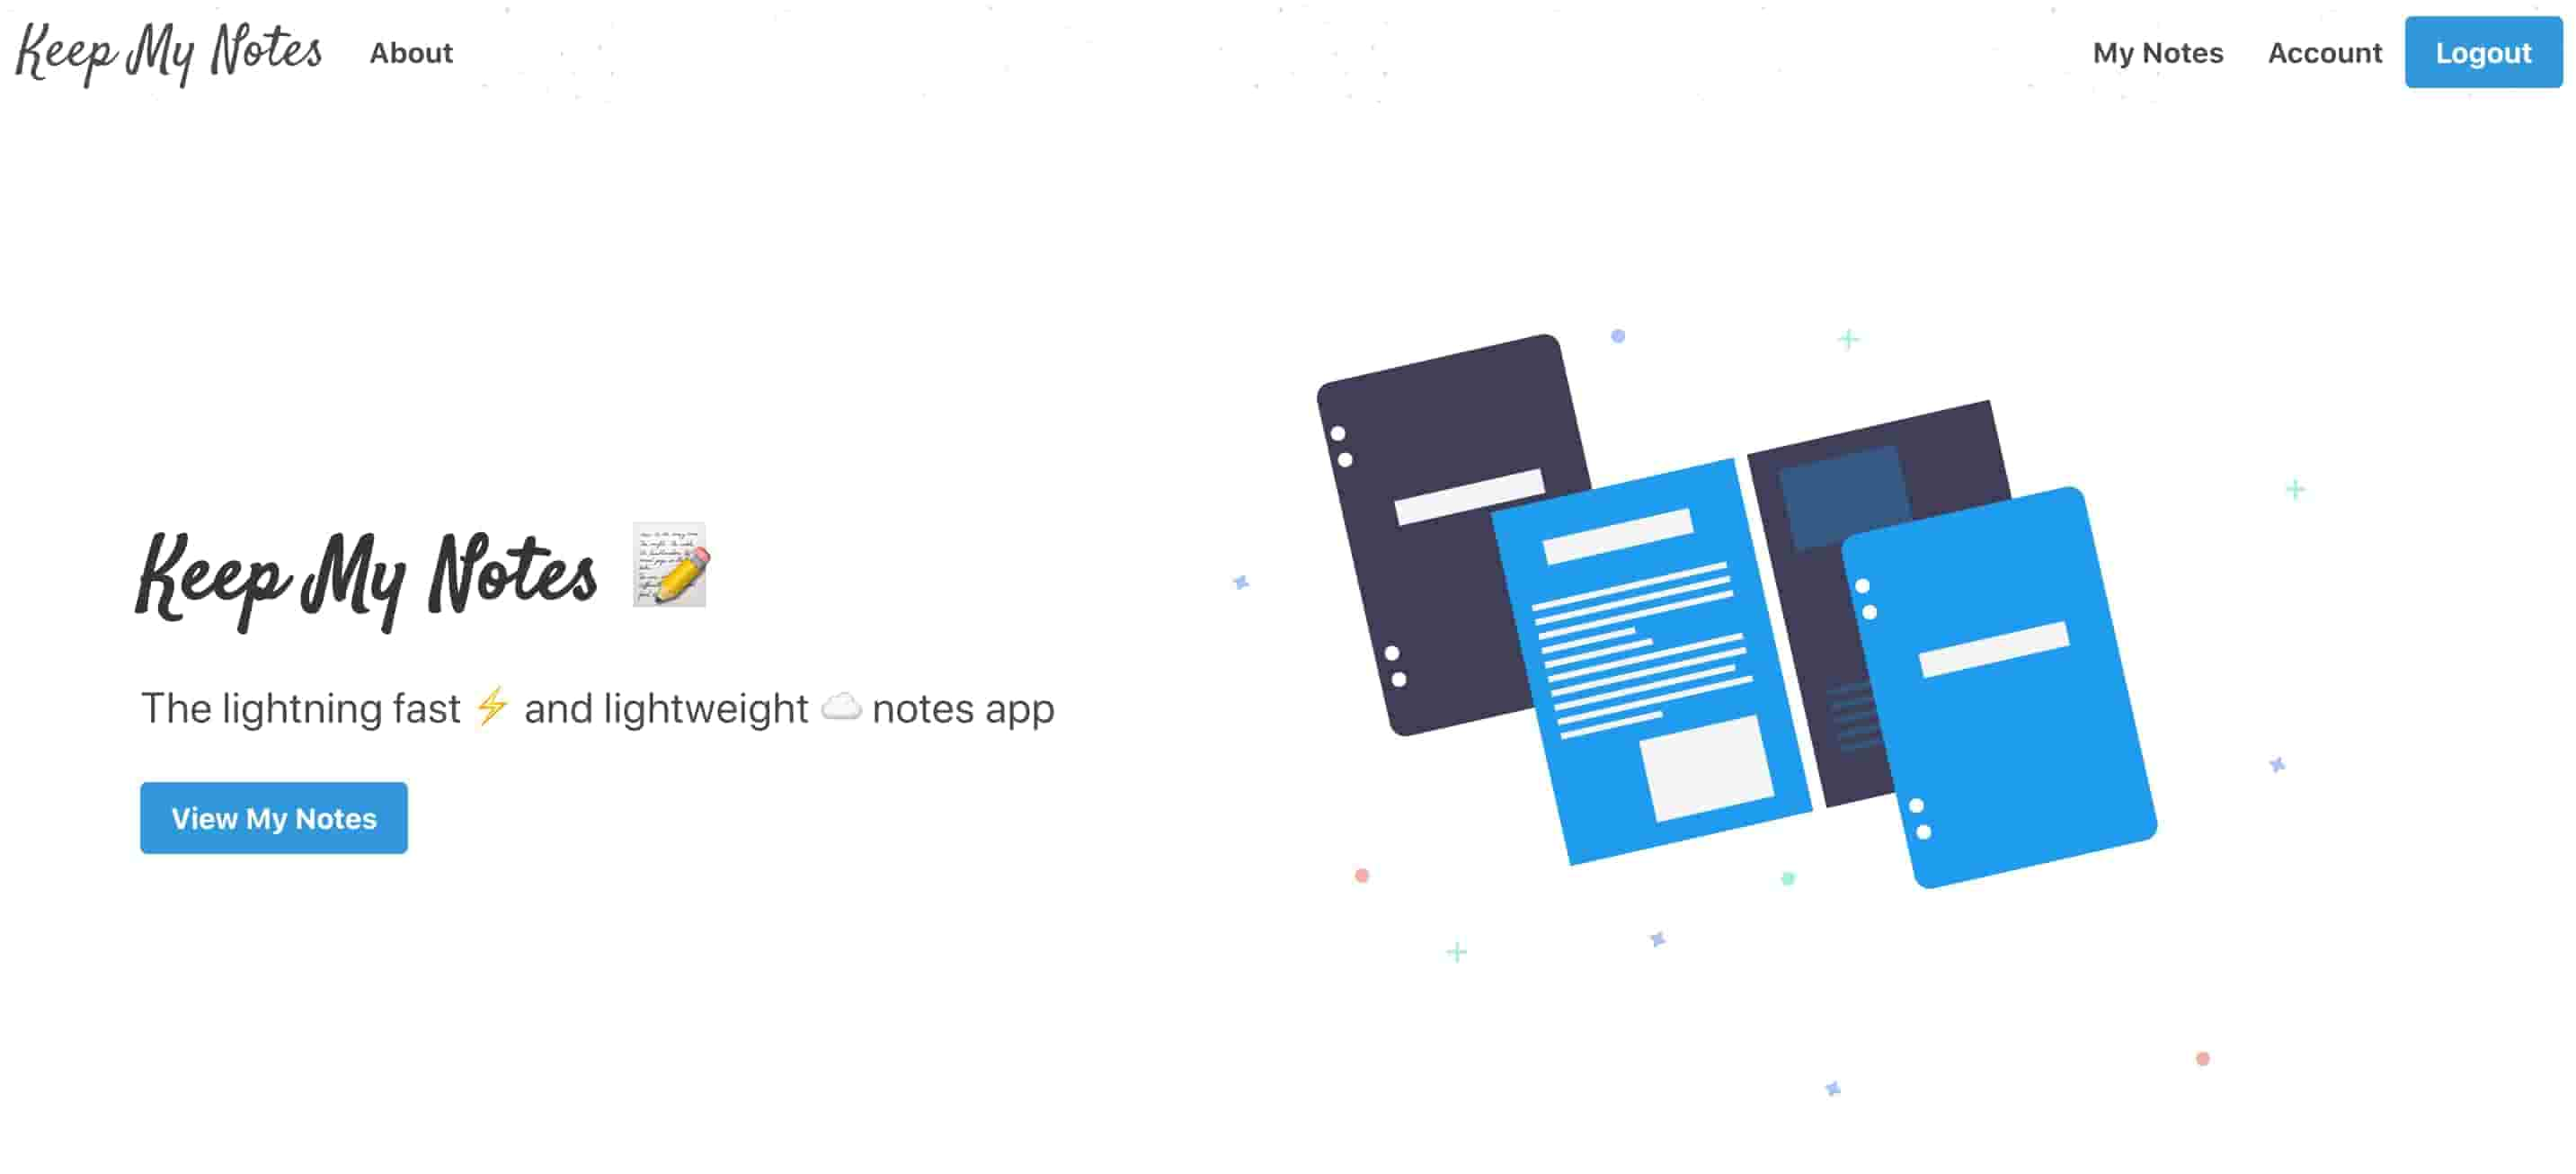 Keep My Notes About My Notes Account Logout
Keep My Notes 📝
The lightning fast ⚡ and lightweight ☁️ notes app
View My Notes